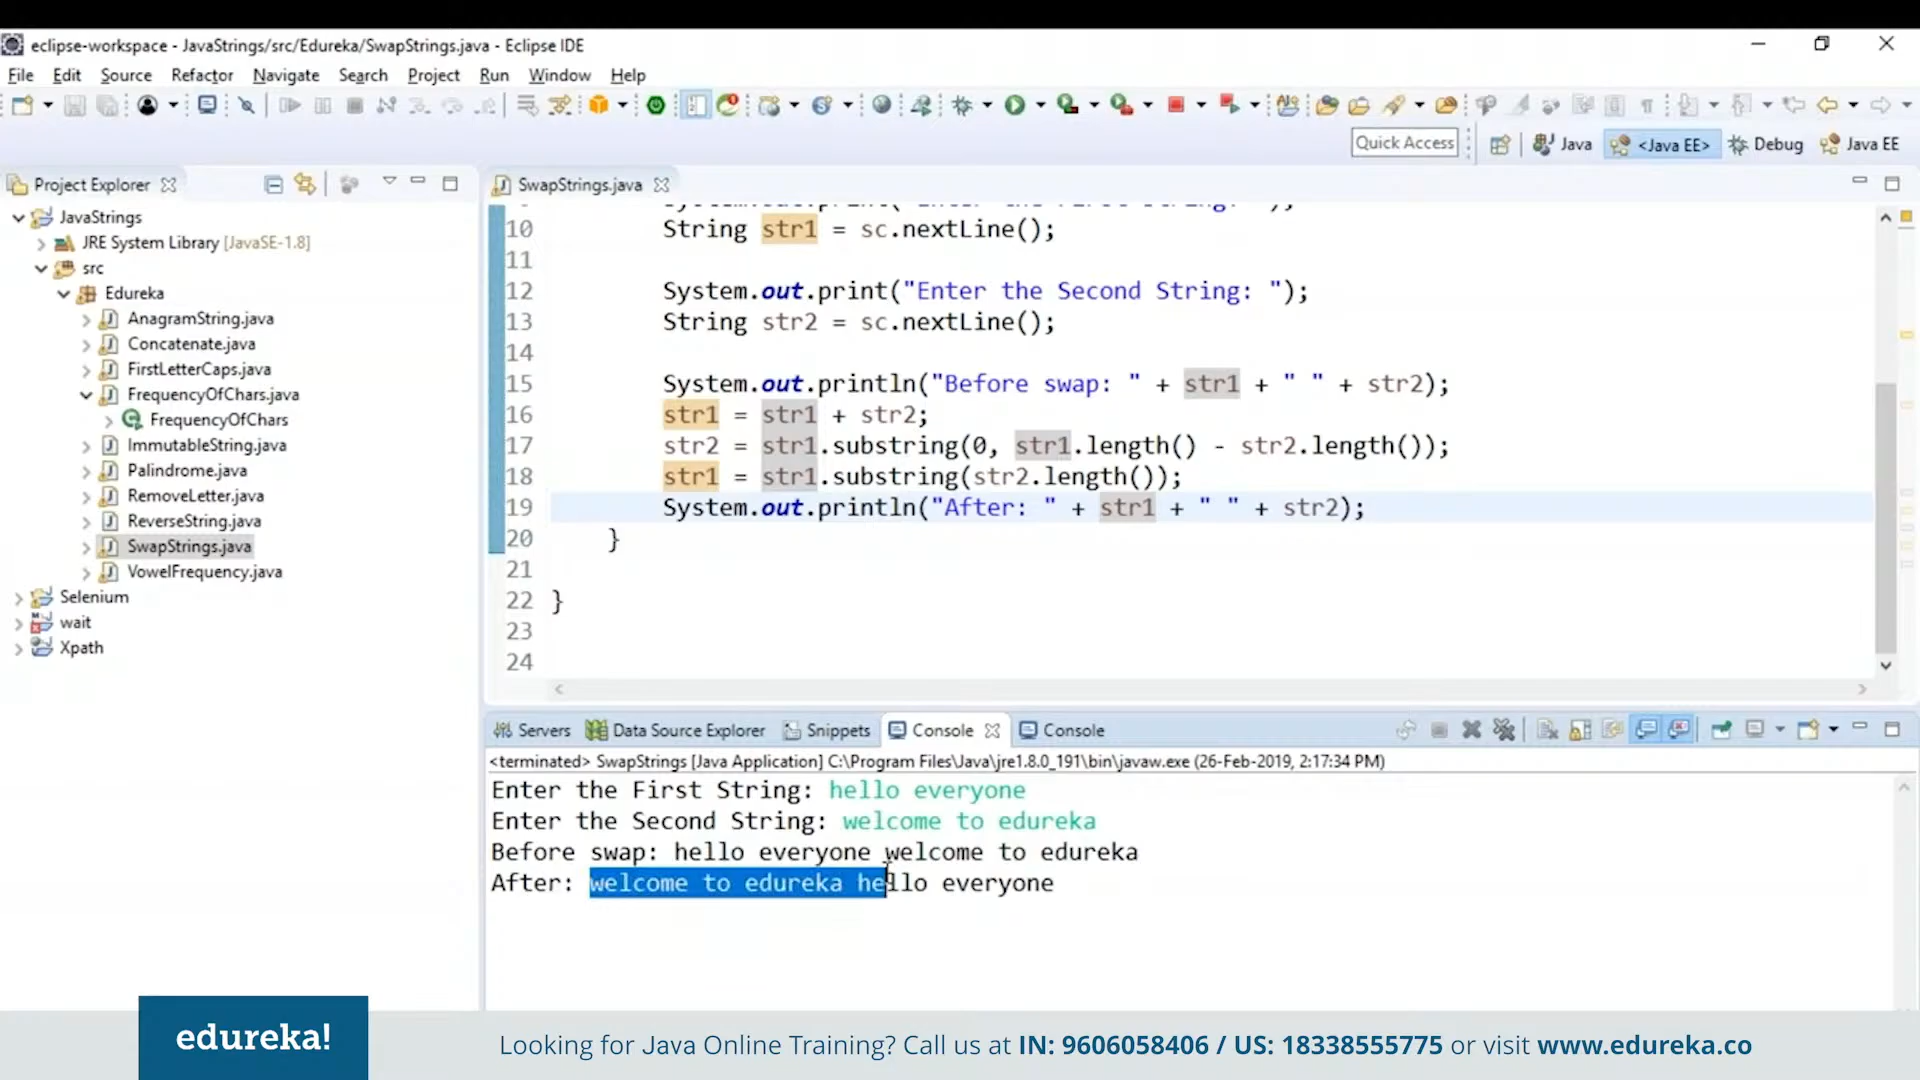 eclipse-workspace - JavaStrings/src/Edureka/SwapStrings.java - Eclipse IDE
File Edit Source Refactor Navigate Search Project Run Window Help
Quick Access Java <Java EE> Debug Java EE
Project Explorer
JavaStrings
JRE System Library [JavaSE-1.8]
src
Edureka
AnagramString.java
Concatenate.java
FirstLetterCaps.java
FrequencyOfChars.java
FrequencyOfChars
ImmutableString.java
Palindrome.java
RemoveLetter.java
ReverseString.java
SwapStrings.java
VowelFrequency.java
Selenium
wait
Xpath
SwapStrings.java
10 String str1 = sc.nextLine();
11
12 System.out.print("Enter the Second String: ");
13 String str2 = sc.nextLine();
14
15 System.out.println("Before swap: " + str1 + " " + str2);
16 str1 = str1 + str2;
17 str2 = str1.substring(0, str1.length() - str2.length());
18 str1 = str1.substring(str2.length());
19 System.out.println("After: " + str1 + " " + str2);
20 }
21
22 }
23
24
Servers Data Source Explorer Snippets Console Console
<terminated> SwapStrings [Java Application] C:\Program Files\Java\jre1.8.0_191\bin\javaw.exe (26-Feb-2019, 2:17:34 PM)
Enter the First String: hello everyone
Enter the Second String: welcome to edureka
Before swap: hello everyone welcome to edureka
After: welcome to edureka hello everyone
edureka!
Looking for Java Online Training? Call us at IN: 9606058406 / US: 18338555775 or visit www.edureka.co